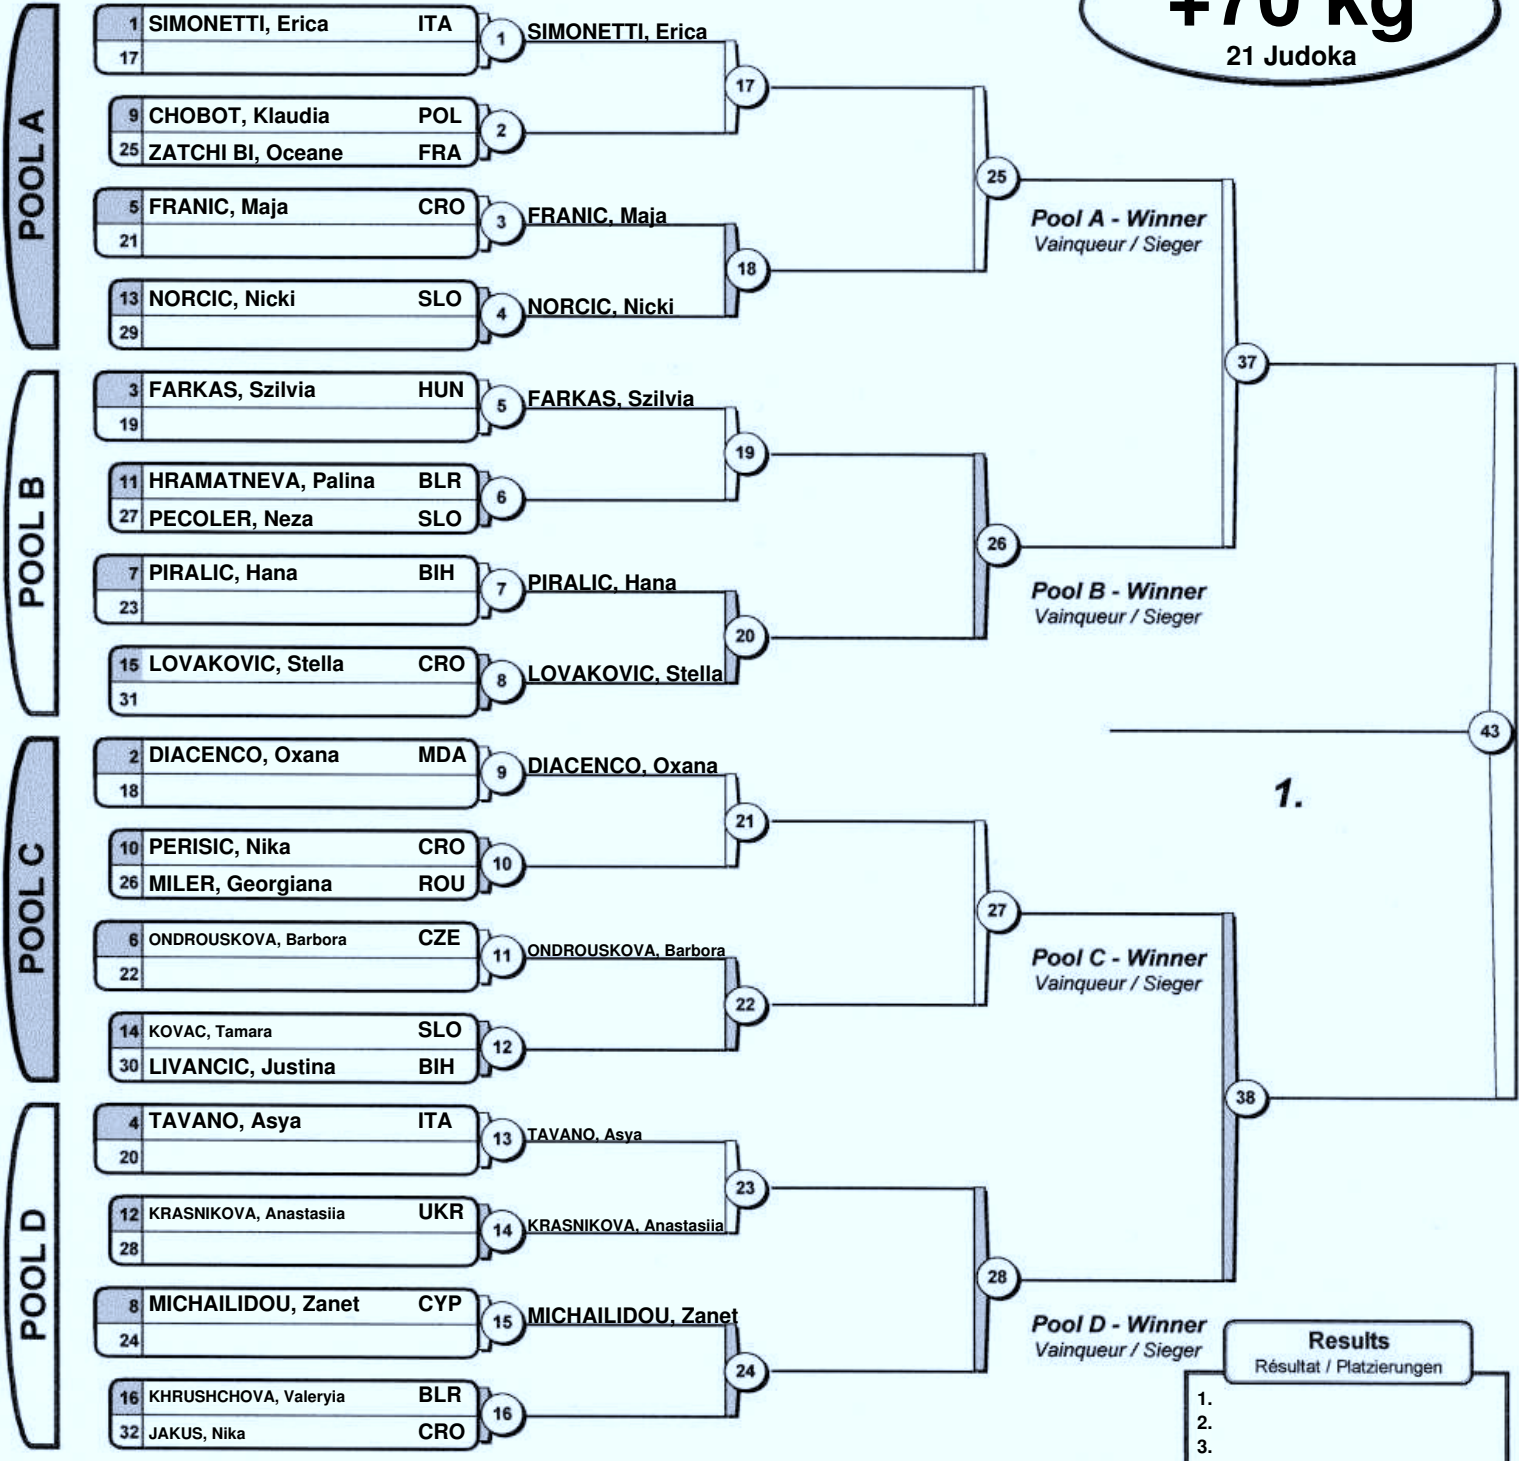 +70 kg
21 Judoka
POOL A
1 SIMONETTI, Erica ITA
17
1 SIMONETTI, Erica
17
9 CHOBOT, Klaudia POL
25 ZATCHI BI, Oceane FRA
2
25
5 FRANIC, Maja CRO
21
3 FRANIC, Maja
18
13 NORCIC, Nicki SLO
29
4 NORCIC, Nicki
Pool A - Winner
Vainqueur / Sieger
37
POOL B
3 FARKAS, Szilvia HUN
19
5 FARKAS, Szilvia
19
11 HRAMATNEVA, Palina BLR
27 PECOLER, Neza SLO
6
26
7 PIRALIC, Hana BIH
23
7 PIRALIC, Hana
20
15 LOVAKOVIC, Stella CRO
31
8 LOVAKOVIC, Stella
Pool B - Winner
Vainqueur / Sieger
43
1.
POOL C
2 DIACENCO, Oxana MDA
18
9 DIACENCO, Oxana
21
10 PERISIC, Nika CRO
26 MILER, Georgiana ROU
10
27
6 ONDROUSKOVA, Barbora CZE
22
11 ONDROUSKOVA, Barbora
22
14 KOVAC, Tamara SLO
30 LIVANCIC, Justina BIH
12
Pool C - Winner
Vainqueur / Sieger
38
POOL D
4 TAVANO, Asya ITA
20
13 TAVANO, Asya
23
12 KRASNIKOVA, Anastasiia UKR
28
14 KRASNIKOVA, Anastasiia
28
8 MICHAILIDOU, Zanet CYP
24
15 MICHAILIDOU, Zanet
24
16 KHRUSHCHOVA, Valeryia BLR
32 JAKUS, Nika CRO
16
Pool D - Winner
Vainqueur / Sieger
Results
Résultat / Platzierungen
1.
2.
3.